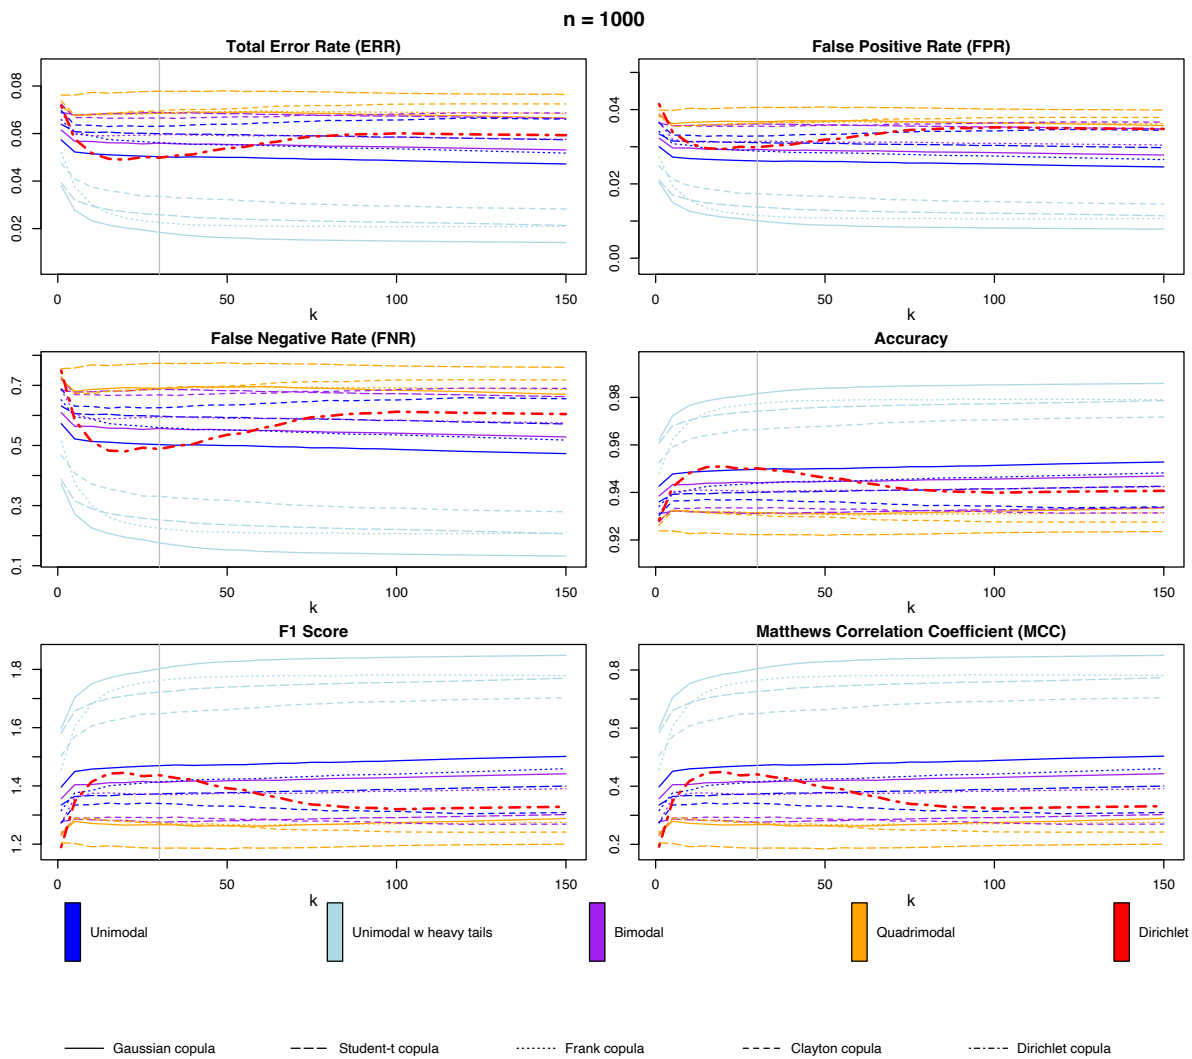 n = 1000
Total Error Rate (ERR)
0.02 0.04 0.06 0.08
0 50 100 150
k
False Positive Rate (FPR)
0.00 0.02 0.04
0 50 100 150
k
False Negative Rate (FNR)
0.1 0.3 0.5 0.7
0 50 100 150
k
Accuracy
0.92 0.94 0.96 0.98
0 50 100 150
k
F1 Score
1.2 1.4 1.6 1.8
0 50 100 150
k
Matthews Correlation Coefficient (MCC)
0.2 0.4 0.6 0.8
0 50 100 150
k
Unimodal Unimodal w heavy tails Bimodal Quadrimodal Dirichlet
Gaussian copula Student-t copula Frank copula Clayton copula Dirichlet copula